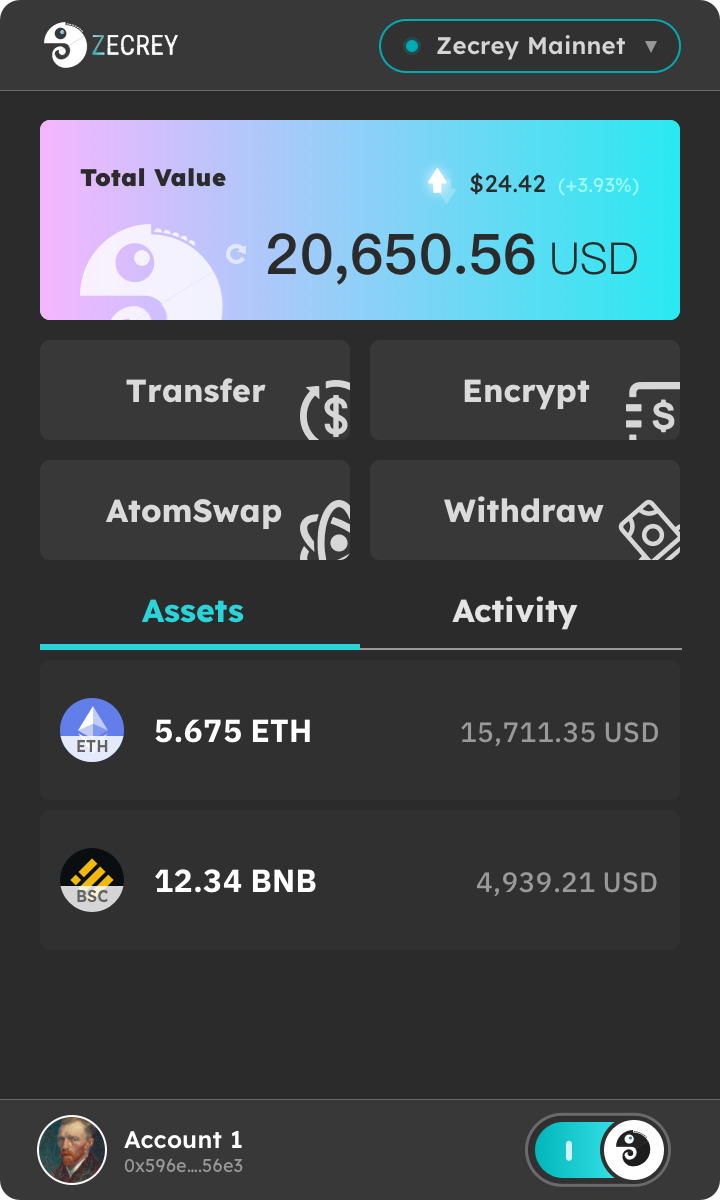 ZECREY
Zecrey Mainnet ▼
Total Value
$24.42 (+3.93%)
20,650.56 USD
Transfer
Encrypt
AtomSwap
Withdraw
Assets
Activity
ETH
5.675 ETH
15,711.35 USD
BSC
12.34 BNB
4,939.21 USD
Account 1
0x596e....56e3